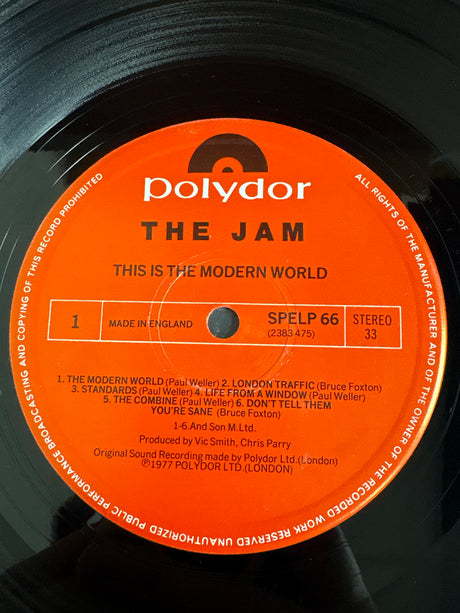 polydor
THE JAM
THIS IS THE MODERN WORLD
1
MADE IN ENGLAND
SPELP 66
(2383 475)
STEREO
33
1. THE MODERN WORLD (Paul Weller) 2. LONDON TRAFFIC (Bruce Foxton)
3. STANDARDS (Paul Weller) 4. LIFE FROM A WINDOW (Paul Weller)
5. THE COMBINE (Paul Weller) 6. DON'T TELL THEM
YOU'RE SANE (Bruce Foxton)
1-6. And Son M. Ltd.
Produced by Vic Smith, Chris Parry
Original Sound Recording made by Polydor Ltd. (London)
℗1977 POLYDOR LTD. (LONDON)
ALL RIGHTS OF THE MANUFACTURER AND OF THE OWNER OF THE RECORDED WORK RESERVED UNAUTHORIZED PUBLIC PERFORMANCE BROADCASTING AND COPYING OF THIS RECORD PROHIBITED